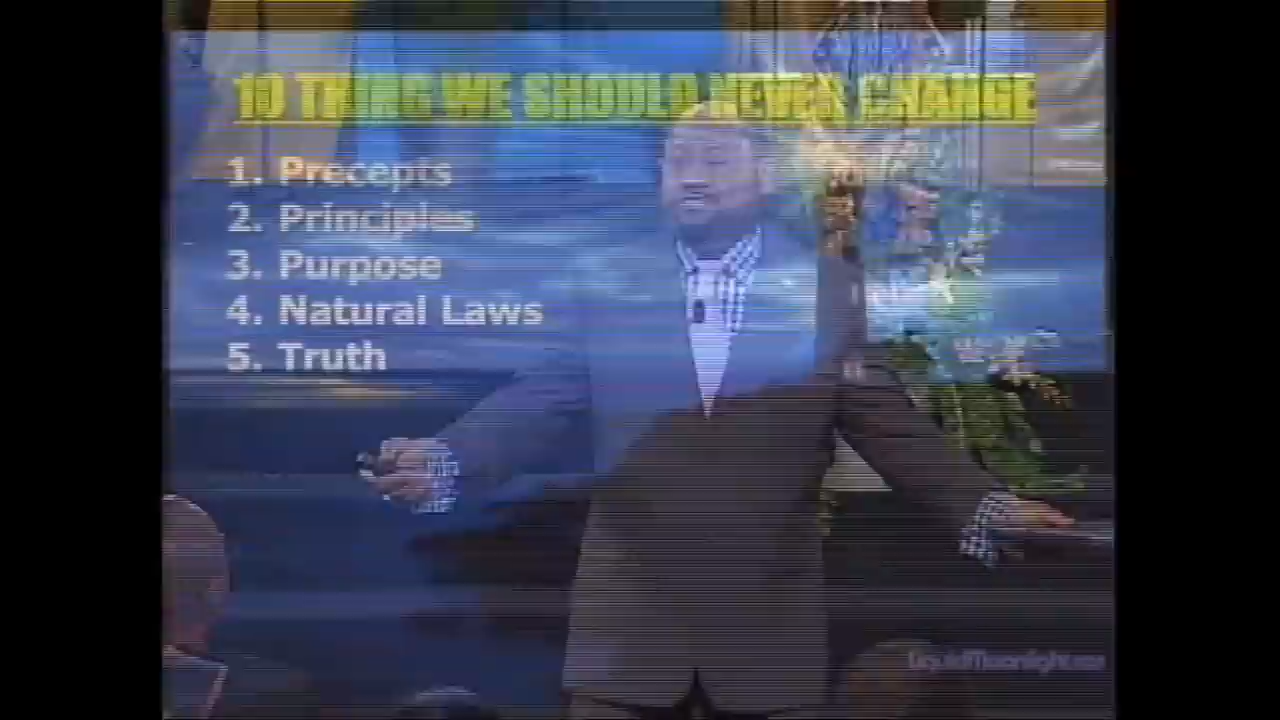 10 THING WE SHOULD NEVER CHANGE
1. Precepts
2. Principles
3. Purpose
4. Natural Laws
5. Truth